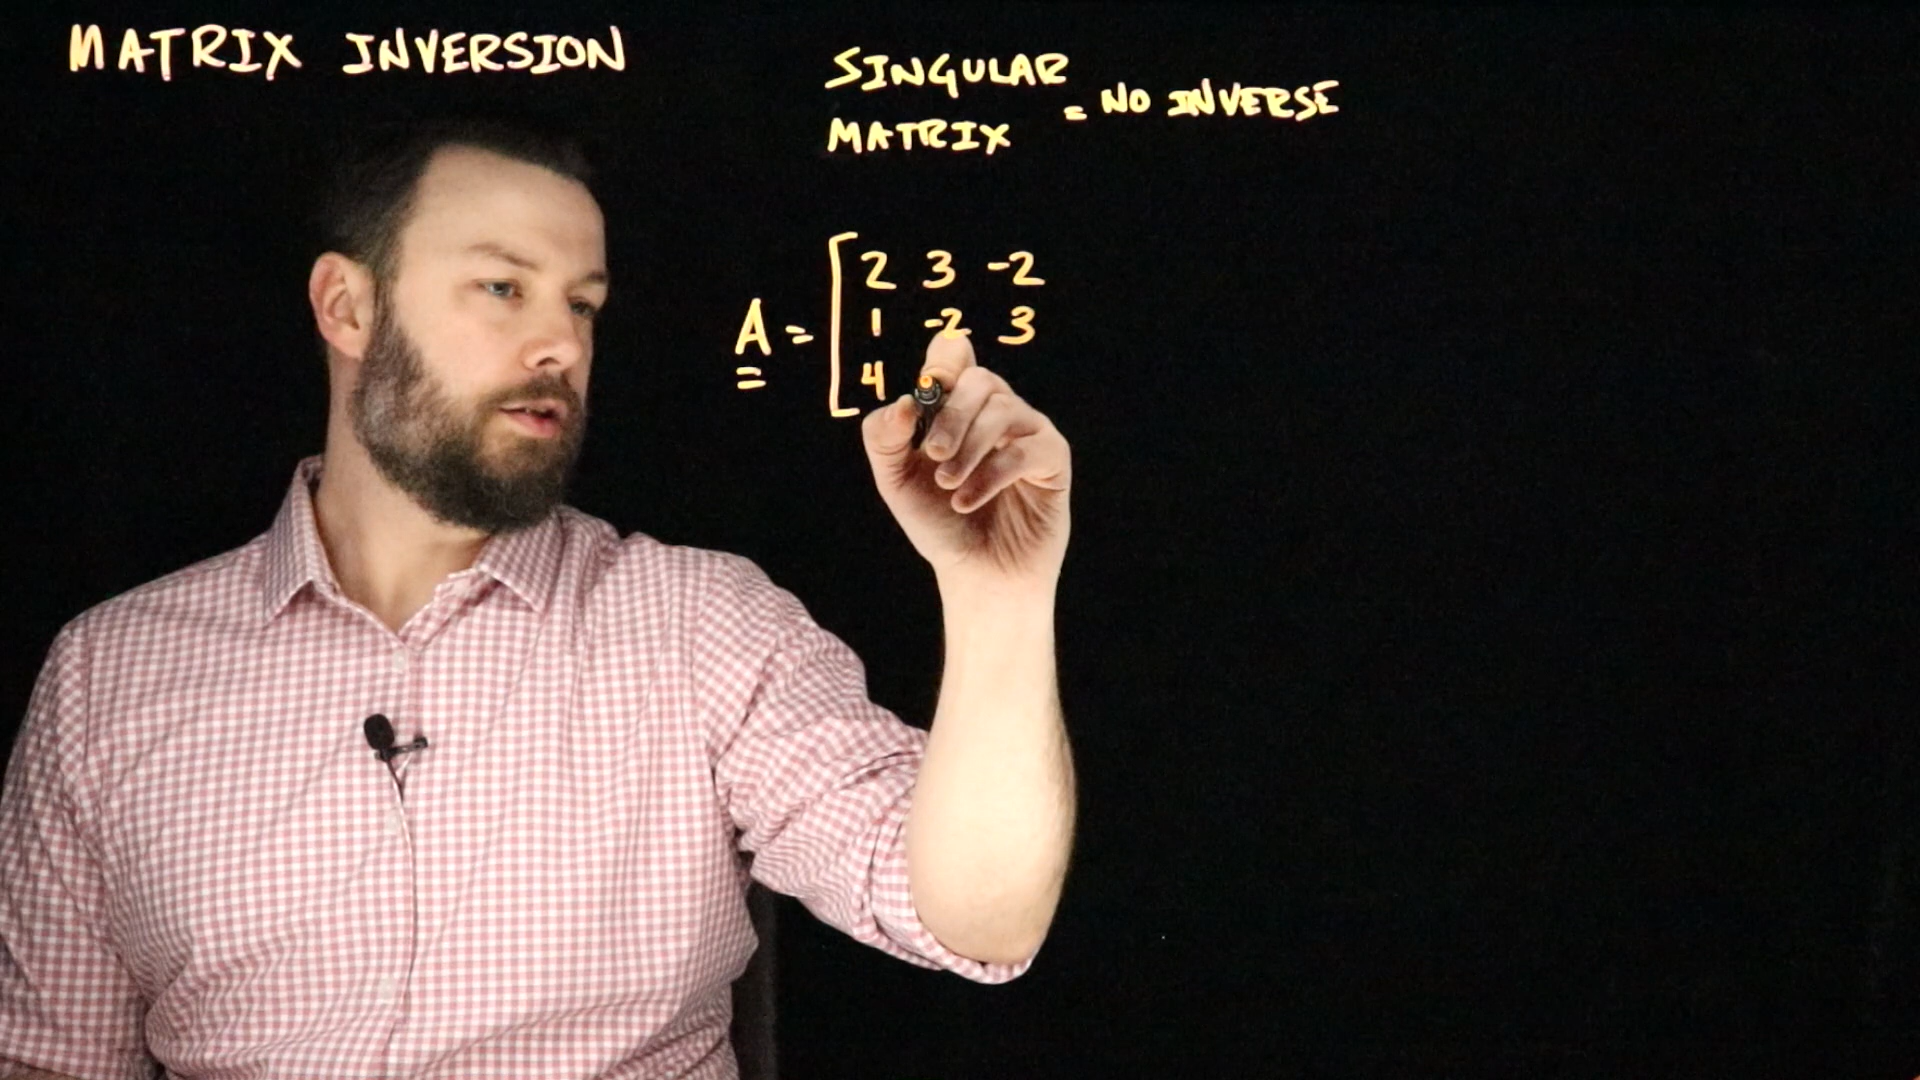 MATRIX INVERSION
SINGULAR
MATRIX = NO INVERSE
A = [ 2 3 -2
1 -2 3
4